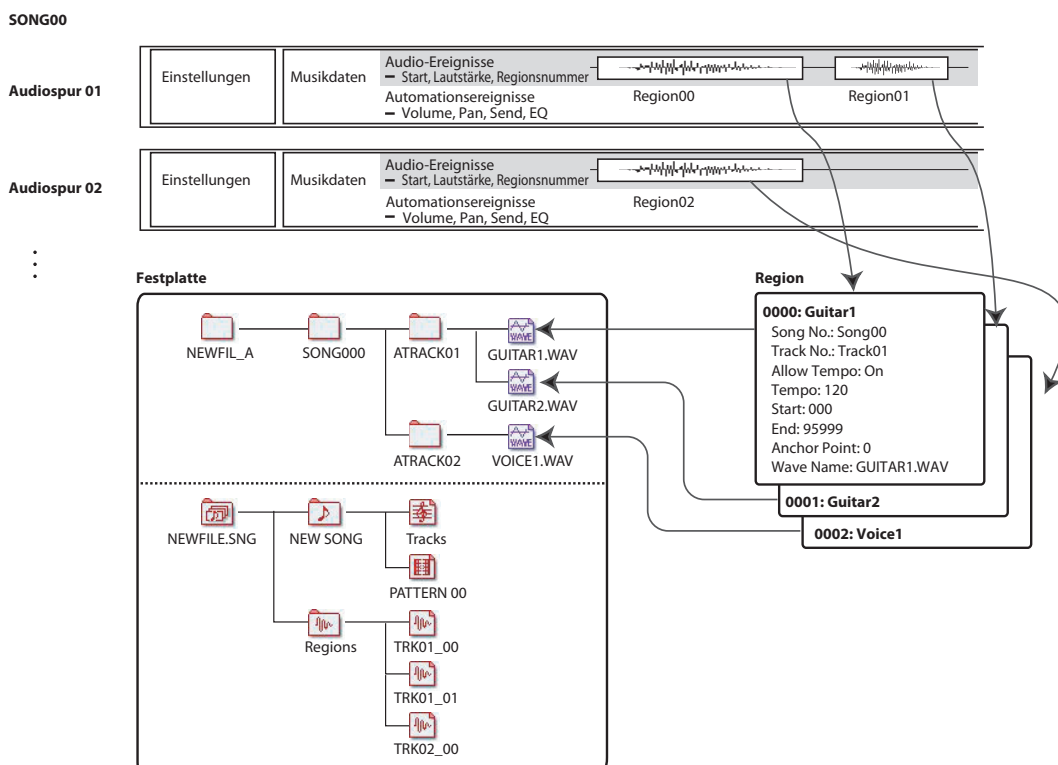 SONG00
Audiospur 01
Einstellungen
Musikdaten
Audio-Ereignisse
– Start, Lautstärke, Regionsnummer
Automationsereignisse
– Volume, Pan, Send, EQ
Region00
Region01
Audiospur 02
Einstellungen
Musikdaten
Audio-Ereignisse
– Start, Lautstärke, Regionsnummer
Automationsereignisse
– Volume, Pan, Send, EQ
Region02
Festplatte
NEWFIL_A
SONG000
ATRACK01
WAVE
GUITAR1.WAV
WAVE
GUITAR2.WAV
ATRACK02
WAVE
VOICE1.WAV
NEWFILE.SNG
NEW SONG
Tracks
PATTERN 00
Regions
TRK01_00
TRK01_01
TRK02_00
Region
0000: Guitar1
Song No.: Song00
Track No.: Track01
Allow Tempo: On
Tempo: 120
Start: 000
End: 95999
Anchor Point: 0
Wave Name: GUITAR1.WAV
0001: Guitar2
0002: Voice1